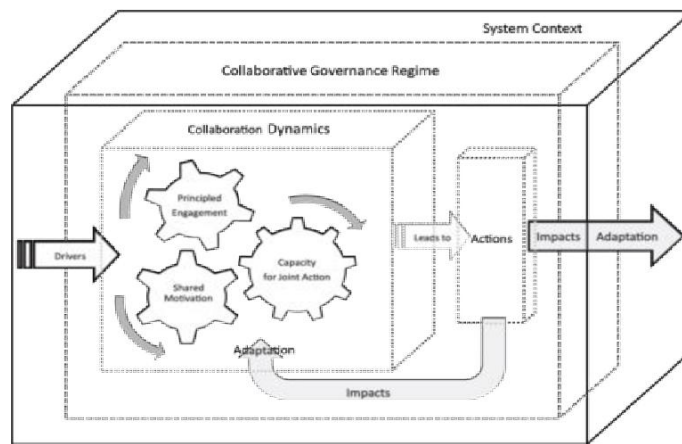 System Context
Collaborative Governance Regime
Collaboration Dynamics
Principled
Engagement
Drivers
Leads to
Actions
Impacts
Adaptation
Capacity
for Joint Action
Shared
Motivation
Adaptation
Impacts